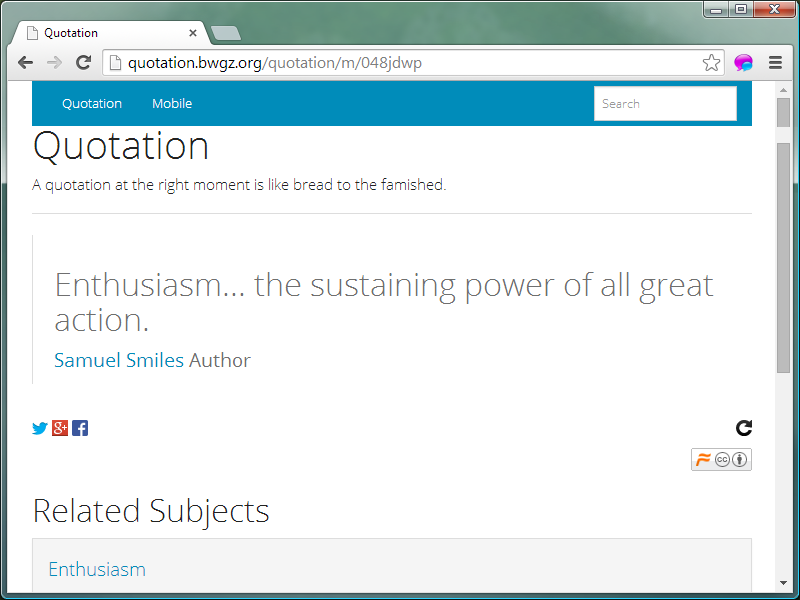 Quotation
quotation.bwgz.org/quotation/m/048jdwp
Quotation Mobile Search
Quotation
A quotation at the right moment is like bread to the famished.
Enthusiasm... the sustaining power of all great
action.
Samuel Smiles Author
g+ f
cc
Related Subjects
Enthusiasm